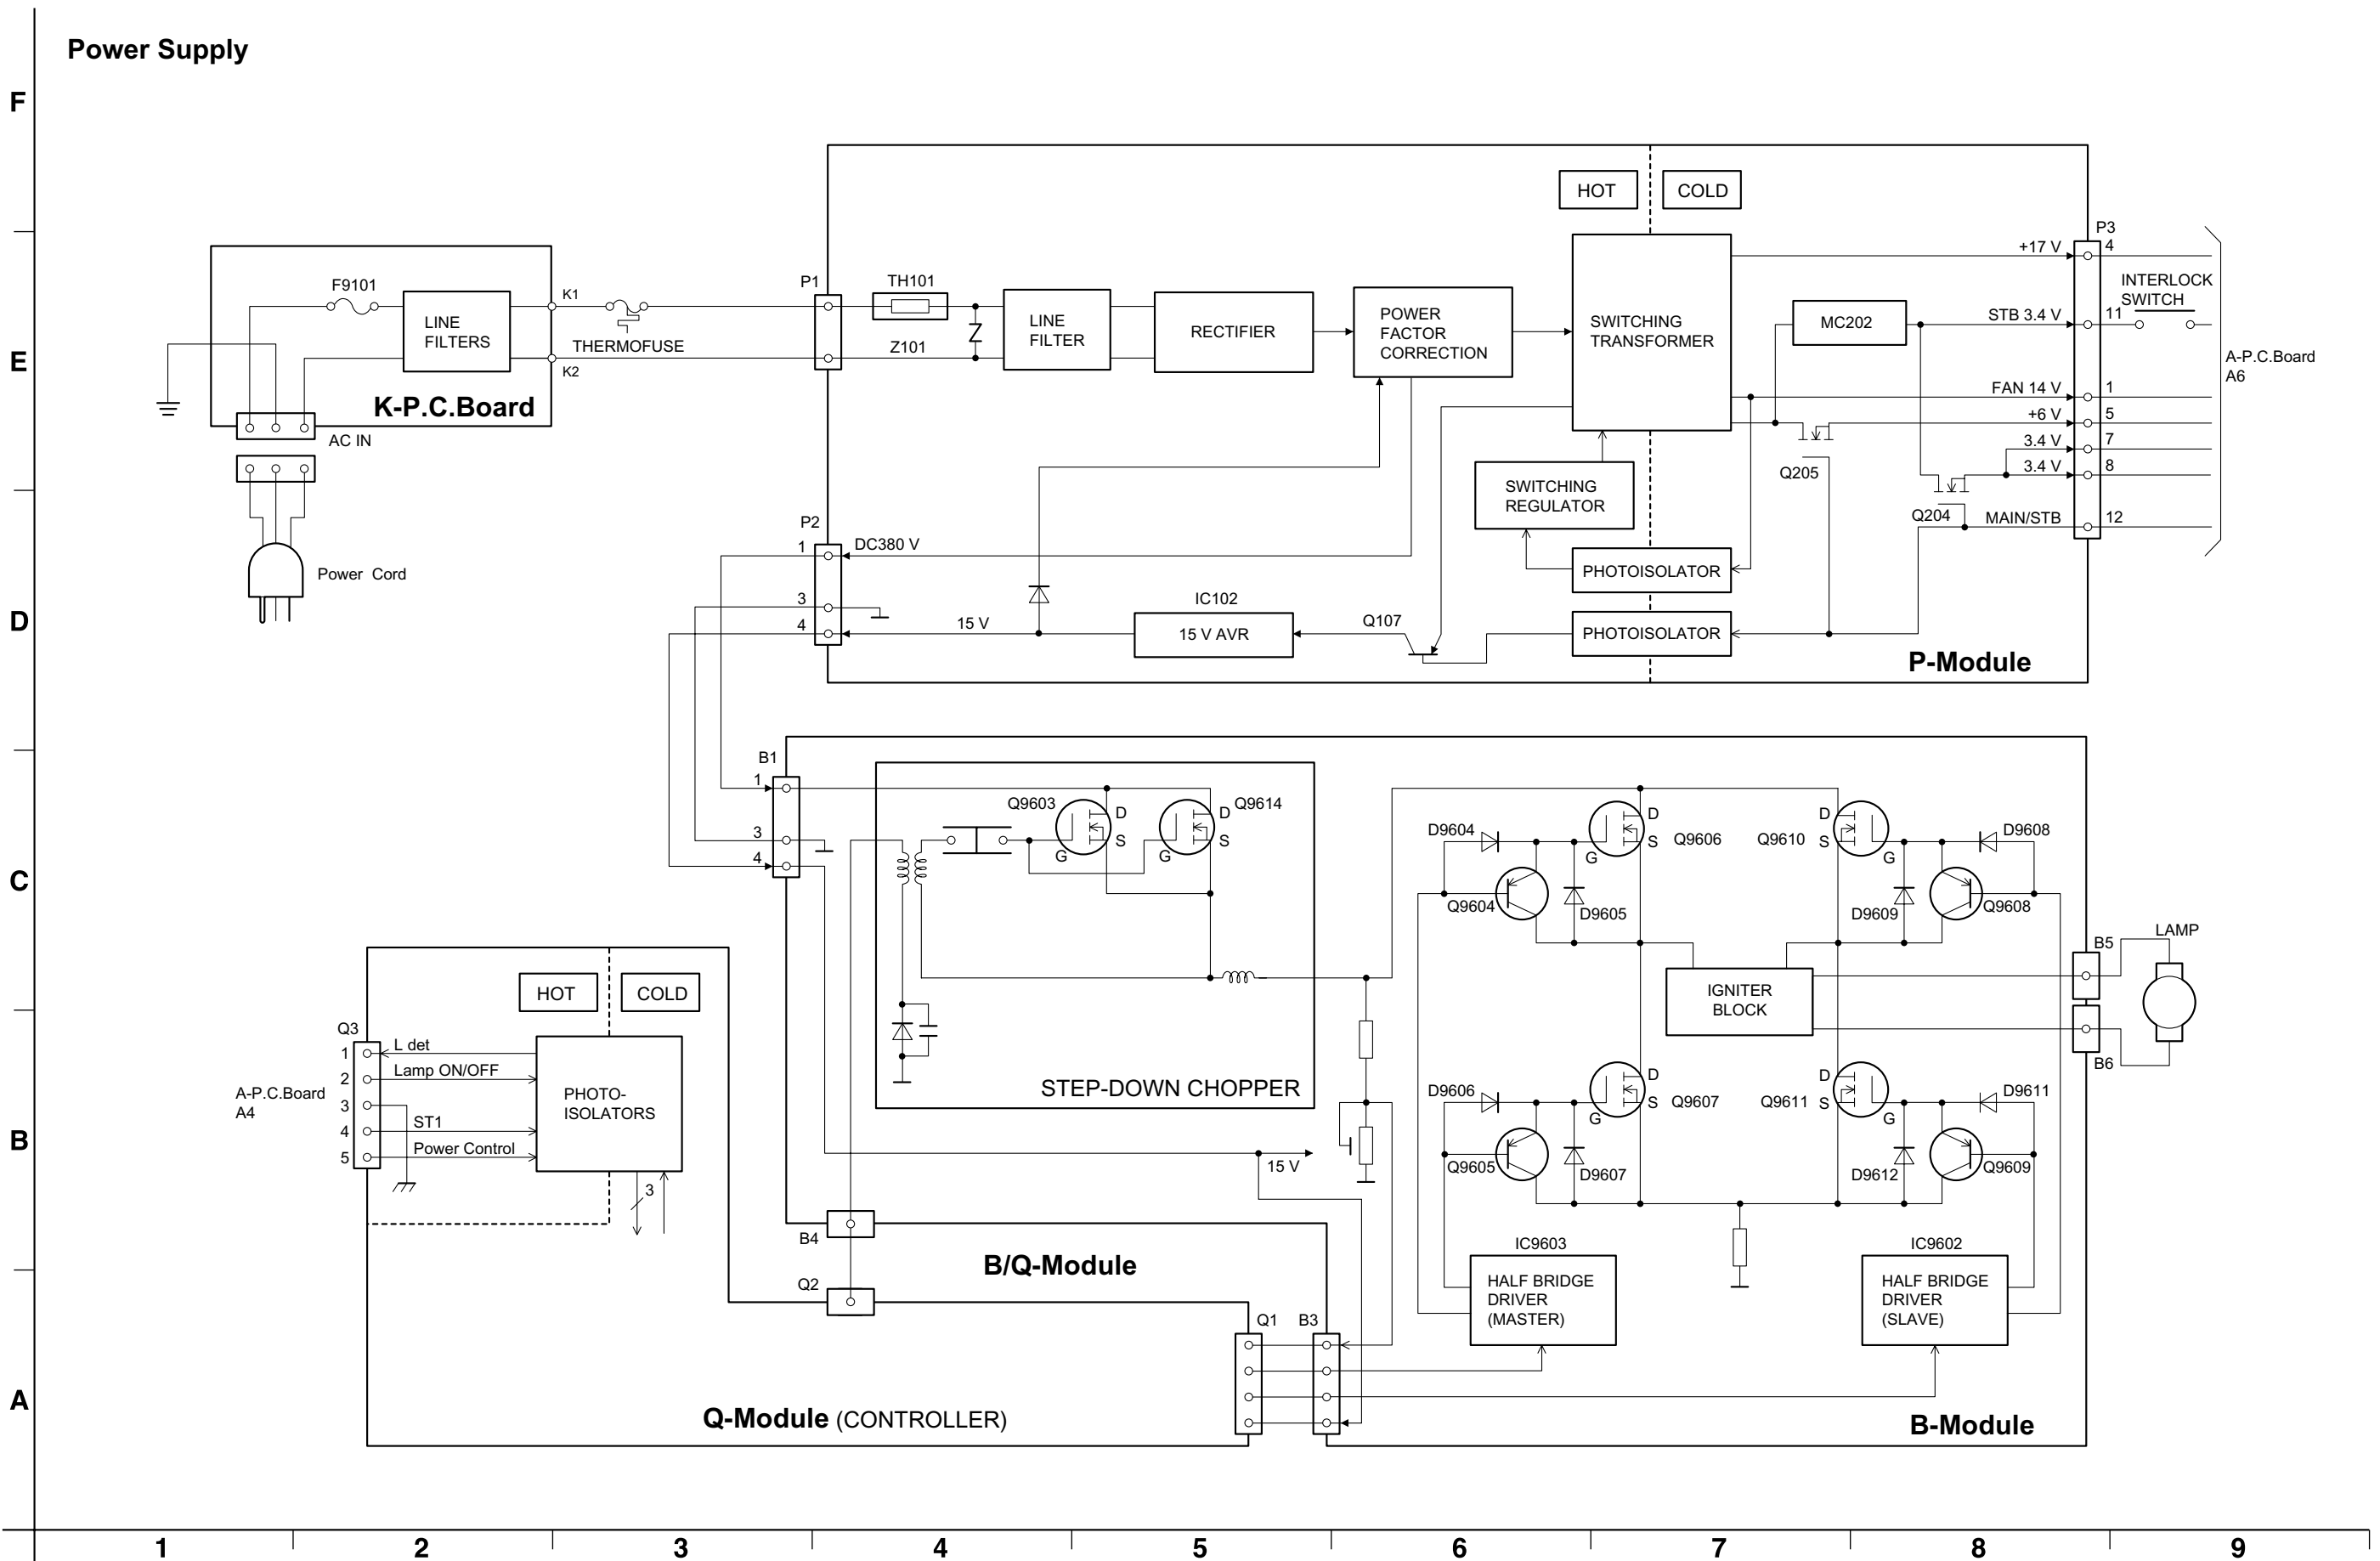 Power Supply
F
HOT
COLD
P3
+17 V
4
INTERLOCK
SWITCH
F9101
K1
P1
TH101
LINE
FILTERS
THERMOFUSE
K2
Z101
LINE
FILTER
RECTIFIER
POWER
FACTOR
CORRECTION
SWITCHING
TRANSFORMER
MC202
STB 3.4 V
11
E
A-P.C.Board
A6
K-P.C.Board
AC IN
FAN 14 V
1
+6 V
5
3.4 V
7
3.4 V
8
Q205
SWITCHING
REGULATOR
Q204
MAIN/STB
12
P2
1
DC380 V
Power Cord
PHOTOISOLATOR
D
3
IC102
4
15 V
15 V AVR
Q107
PHOTOISOLATOR
P-Module
B1
1
Q9603
D
S
G
D
S
G
Q9614
D9604
D
S
G
Q9606
Q9610
D
S
G
D9608
3
4
C
Q9604
D9605
D9609
Q9608
B5
LAMP
HOT
COLD
IGNITER
BLOCK
Q3
1
L det
2
Lamp ON/OFF
A-P.C.Board
A4
3
4
ST1
5
Power Control
PHOTO-
ISOLATORS
3
STEP-DOWN CHOPPER
B6
D9606
D
S
G
Q9607
Q9611
D
S
G
D9611
B
15 V
Q9605
D9607
D9612
Q9609
B4
B/Q-Module
IC9603
IC9602
Q2
HALF BRIDGE
DRIVER
(MASTER)
HALF BRIDGE
DRIVER
(SLAVE)
Q1
B3
A
Q-Module (CONTROLLER)
B-Module
1
2
3
4
5
6
7
8
9